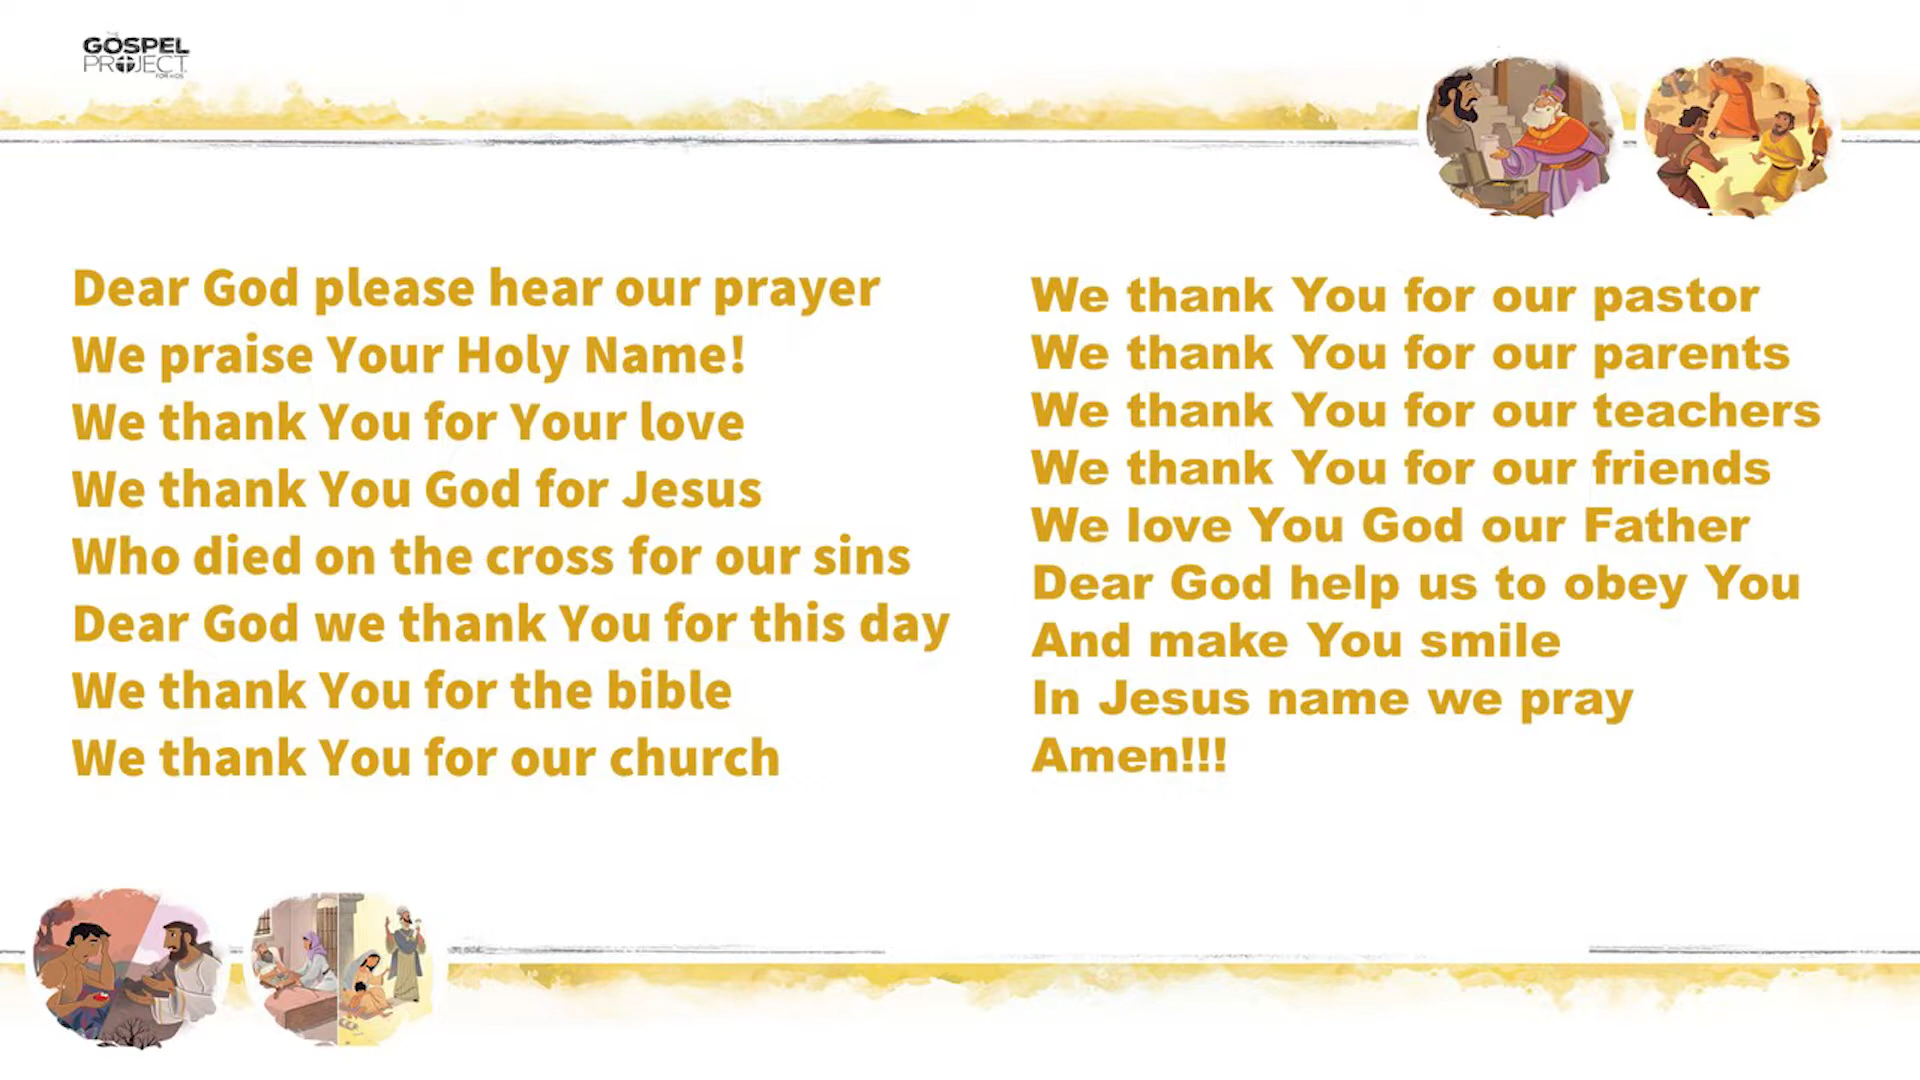 THE
GOSPEL
PROJECT
FOR KIDS
Dear God please hear our prayer
We praise Your Holy Name!
We thank You for Your love
We thank You God for Jesus
Who died on the cross for our sins
Dear God we thank You for this day
We thank You for the bible
We thank You for our church
We thank You for our pastor
We thank You for our parents
We thank You for our teachers
We thank You for our friends
We love You God our Father
Dear God help us to obey You
And make You smile
In Jesus name we pray
Amen!!!